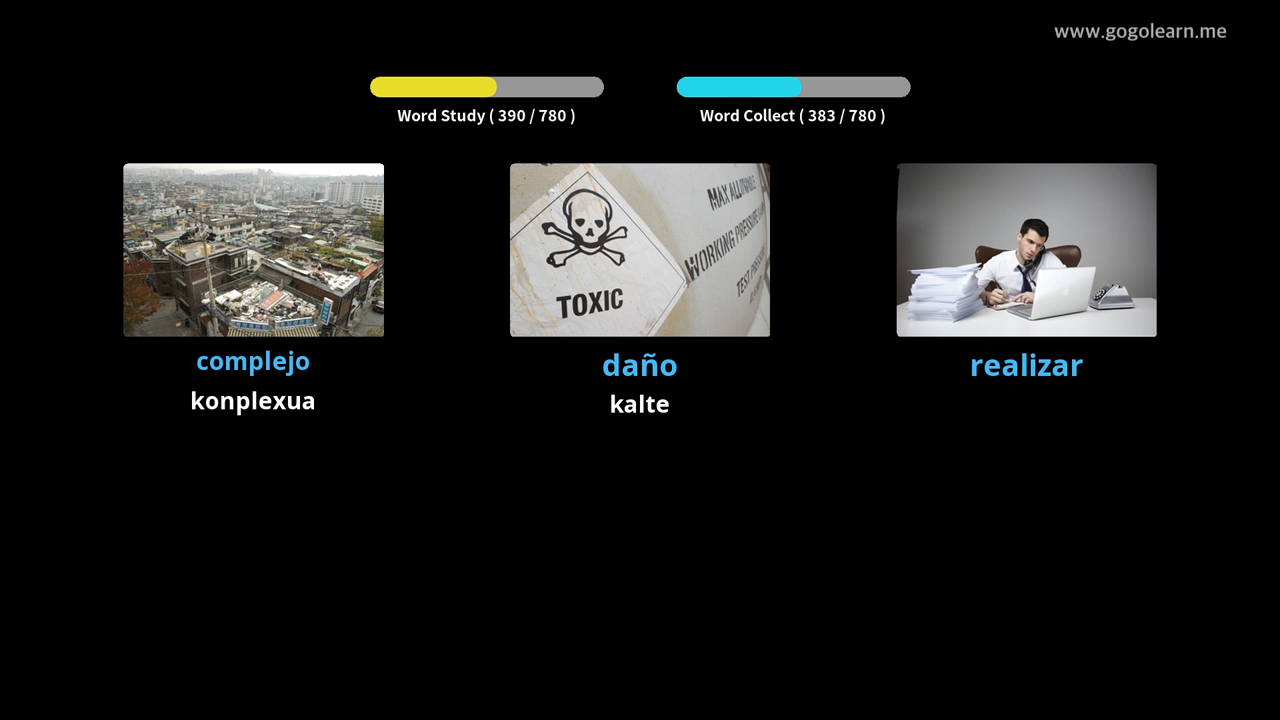 www.gogolearn.me
Word Study ( 390 / 780 )
Word Collect ( 383 / 780 )
TOXIC
MAX ALLOWABLE
WORKING PRESSURE
complejo
konplexua
daño
kalte
realizar